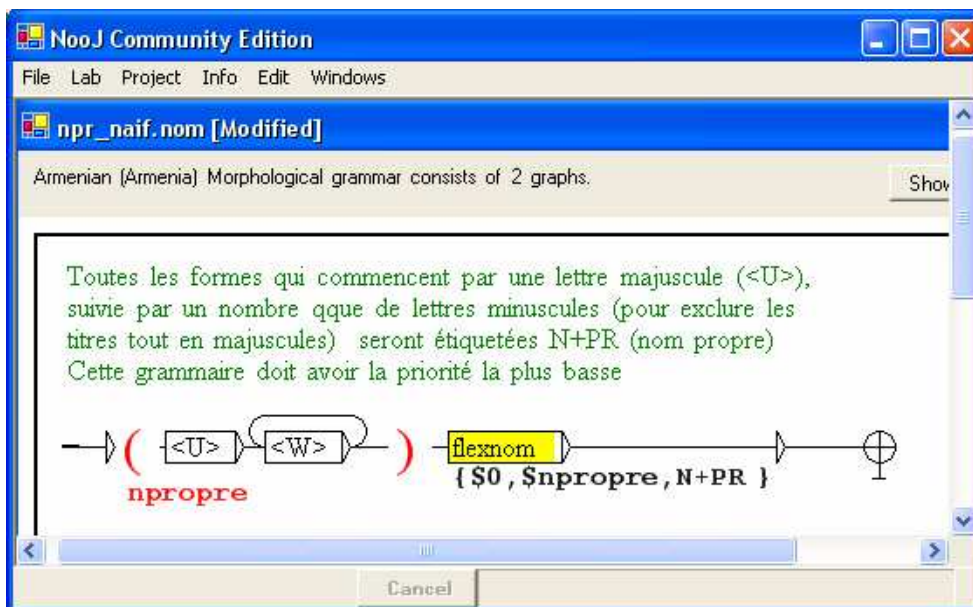 NooJ Community Edition
File Lab Project Info Edit Windows
npr_naif.nom [Modified]
Armenian (Armenia) Morphological grammar consists of 2 graphs.
Show
Toutes les formes qui commencent par une lettre majuscule (<U>),
suivie par un nombre qque de lettres minuscules (pour exclure les
titres tout en majuscules) seront étiquetées N+PR (nom propre)
Cette grammaire doit avoir la priorité la plus basse
( <U> <W> ) flexnom
npropre {$0,$npropre,N+PR }
Cancel